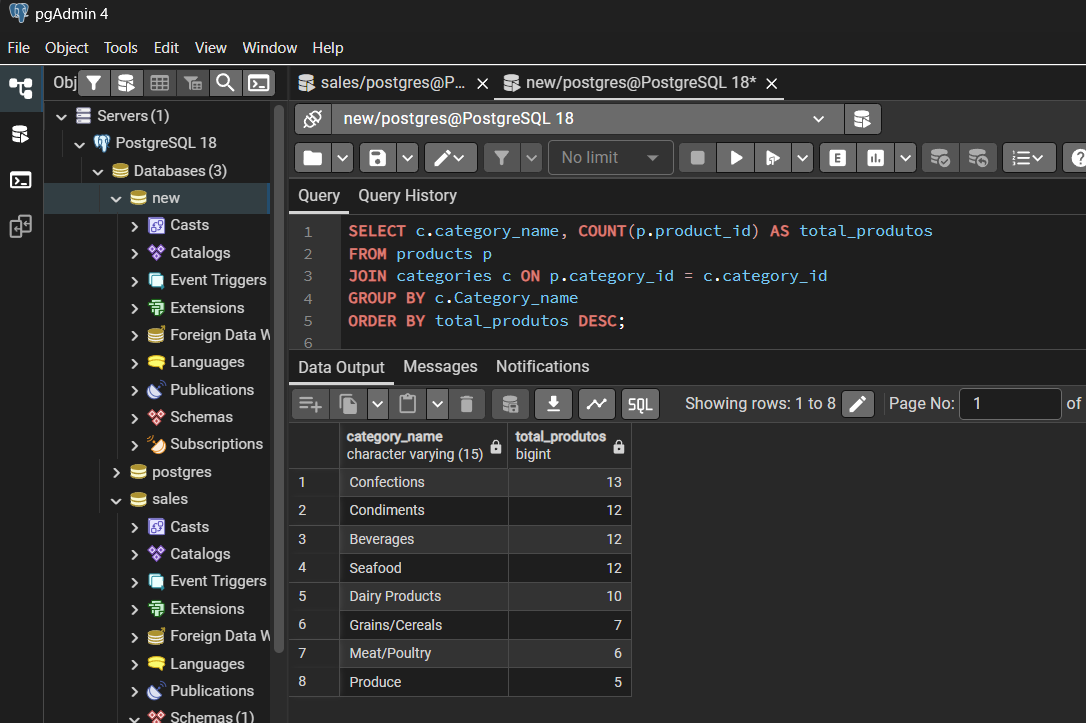 pgAdmin 4
File Object Tools Edit View Window Help
Obj
sales/postgres@P...
new/postgres@PostgreSQL 18*
Servers (1)
PostgreSQL 18
Databases (3)
new
Casts
Catalogs
Event Triggers
Extensions
Foreign Data W
Languages
Publications
Schemas
Subscriptions
postgres
sales
Casts
Catalogs
Event Triggers
Extensions
Foreign Data W
Languages
Publications
Schemas (1)
new/postgres@PostgreSQL 18
No limit
E
Query Query History
1 SELECT c.category_name, COUNT(p.product_id) AS total_produtos
2 FROM products p
3 JOIN categories c ON p.category_id = c.category_id
4 GROUP BY c.Category_name
5 ORDER BY total_produtos DESC;
6
Data Output Messages Notifications
SQL Showing rows: 1 to 8 Page No: 1 of
category_name total_produtos
character varying (15) bigint
1 Confections 13
2 Condiments 12
3 Beverages 12
4 Seafood 12
5 Dairy Products 10
6 Grains/Cereals 7
7 Meat/Poultry 6
8 Produce 5